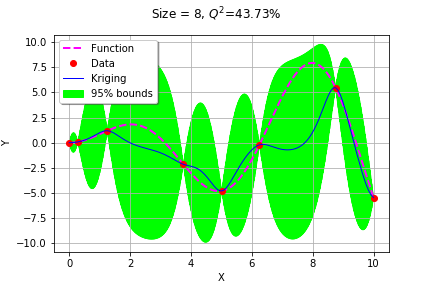 Size = 8, Q²=43.73%
Function
Data
Kriging
95% bounds
10.0
7.5
5.0
2.5
0.0
−2.5
−5.0
−7.5
−10.0
Y
0 2 4 6 8 10
X